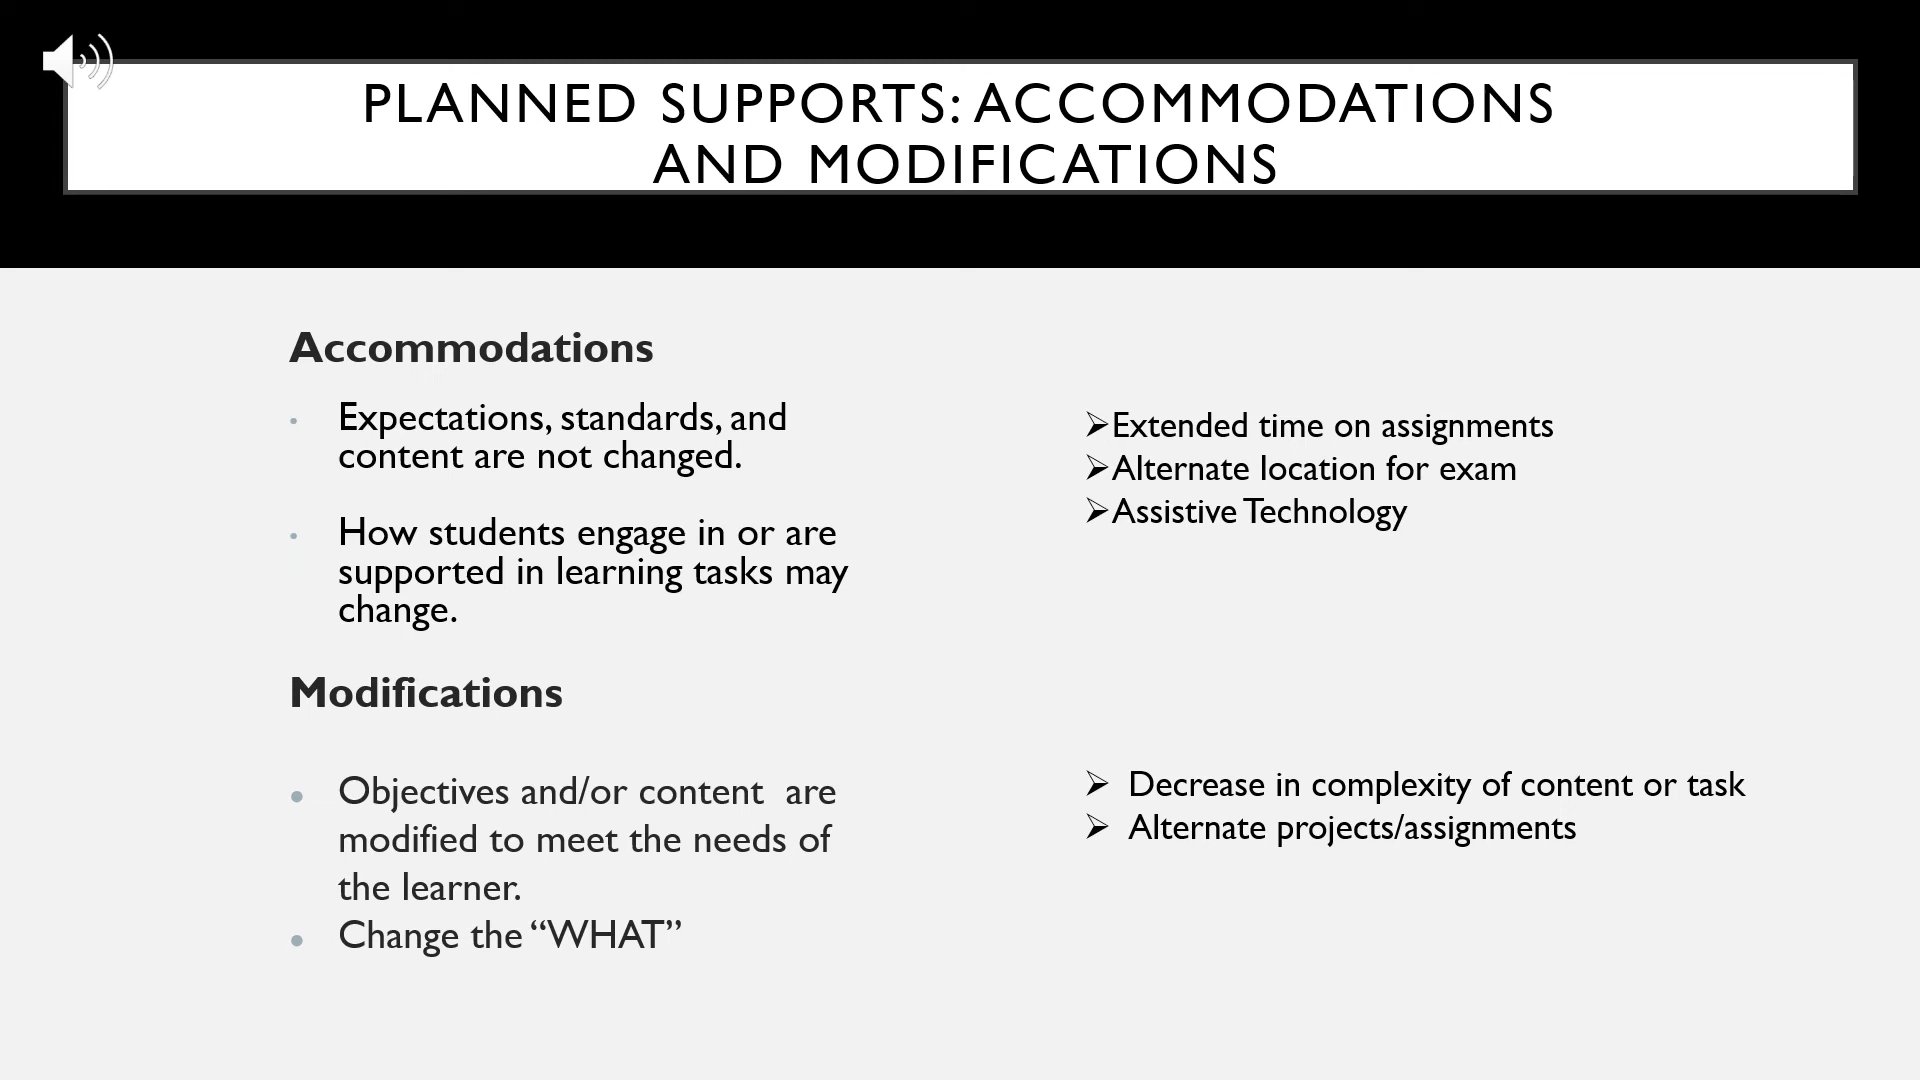 PLANNED SUPPORTS: ACCOMMODATIONS
AND MODIFICATIONS
Accommodations
• Expectations, standards, and
content are not changed.
• How students engage in or are
supported in learning tasks may
change.
➢Extended time on assignments
➢Alternate location for exam
➢Assistive Technology
Modifications
• Objectives and/or content  are
modified to meet the needs of
the learner.
• Change the “WHAT”
➢ Decrease in complexity of content or task
➢ Alternate projects/assignments